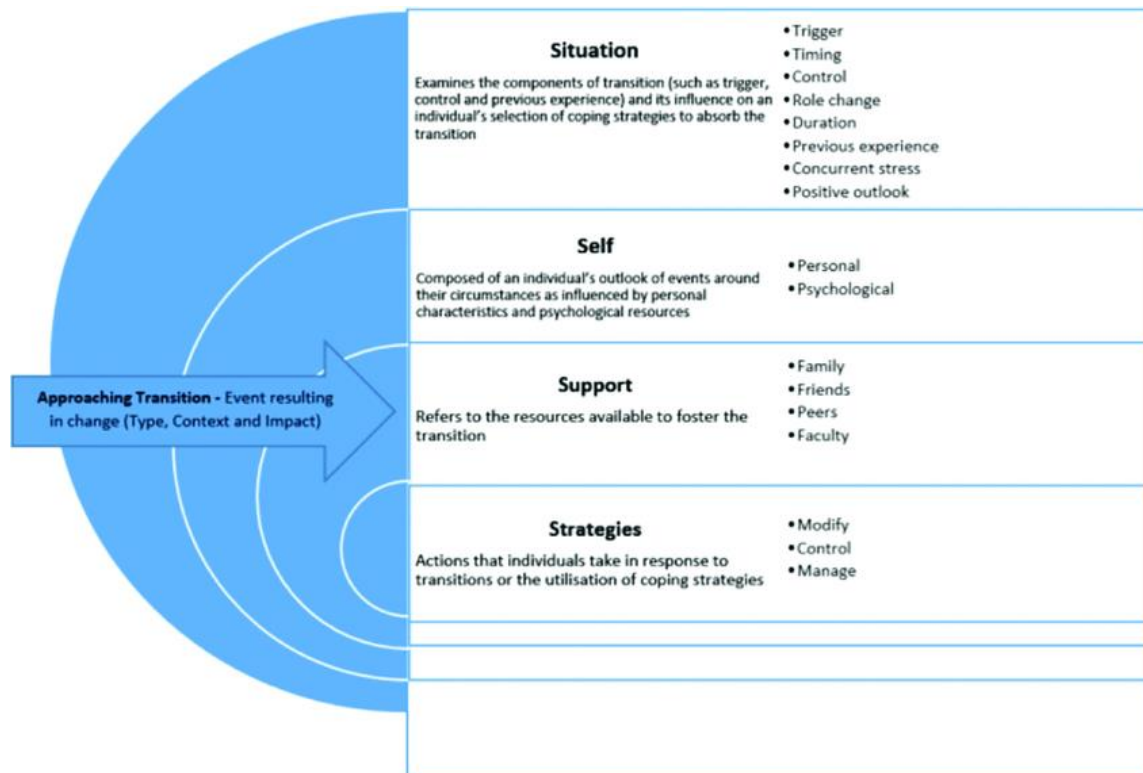 Situation
Examines the components of transition (such as trigger,
control and previous experience) and its influence on an
individual's selection of coping strategies to absorb the
transition
• Trigger
• Timing
• Control
• Role change
• Duration
• Previous experience
• Concurrent stress
• Positive outlook
Self
Composed of an individual's outlook of events around
their circumstances as influenced by personal
characteristics and psychological resources
• Personal
• Psychological
Approaching Transition - Event resulting
in change (Type, Context and Impact)
Support
Refers to the resources available to foster the
transition
• Family
• Friends
• Peers
• Faculty
Strategies
Actions that individuals take in response to
transitions or the utilisation of coping strategies
• Modify
• Control
• Manage